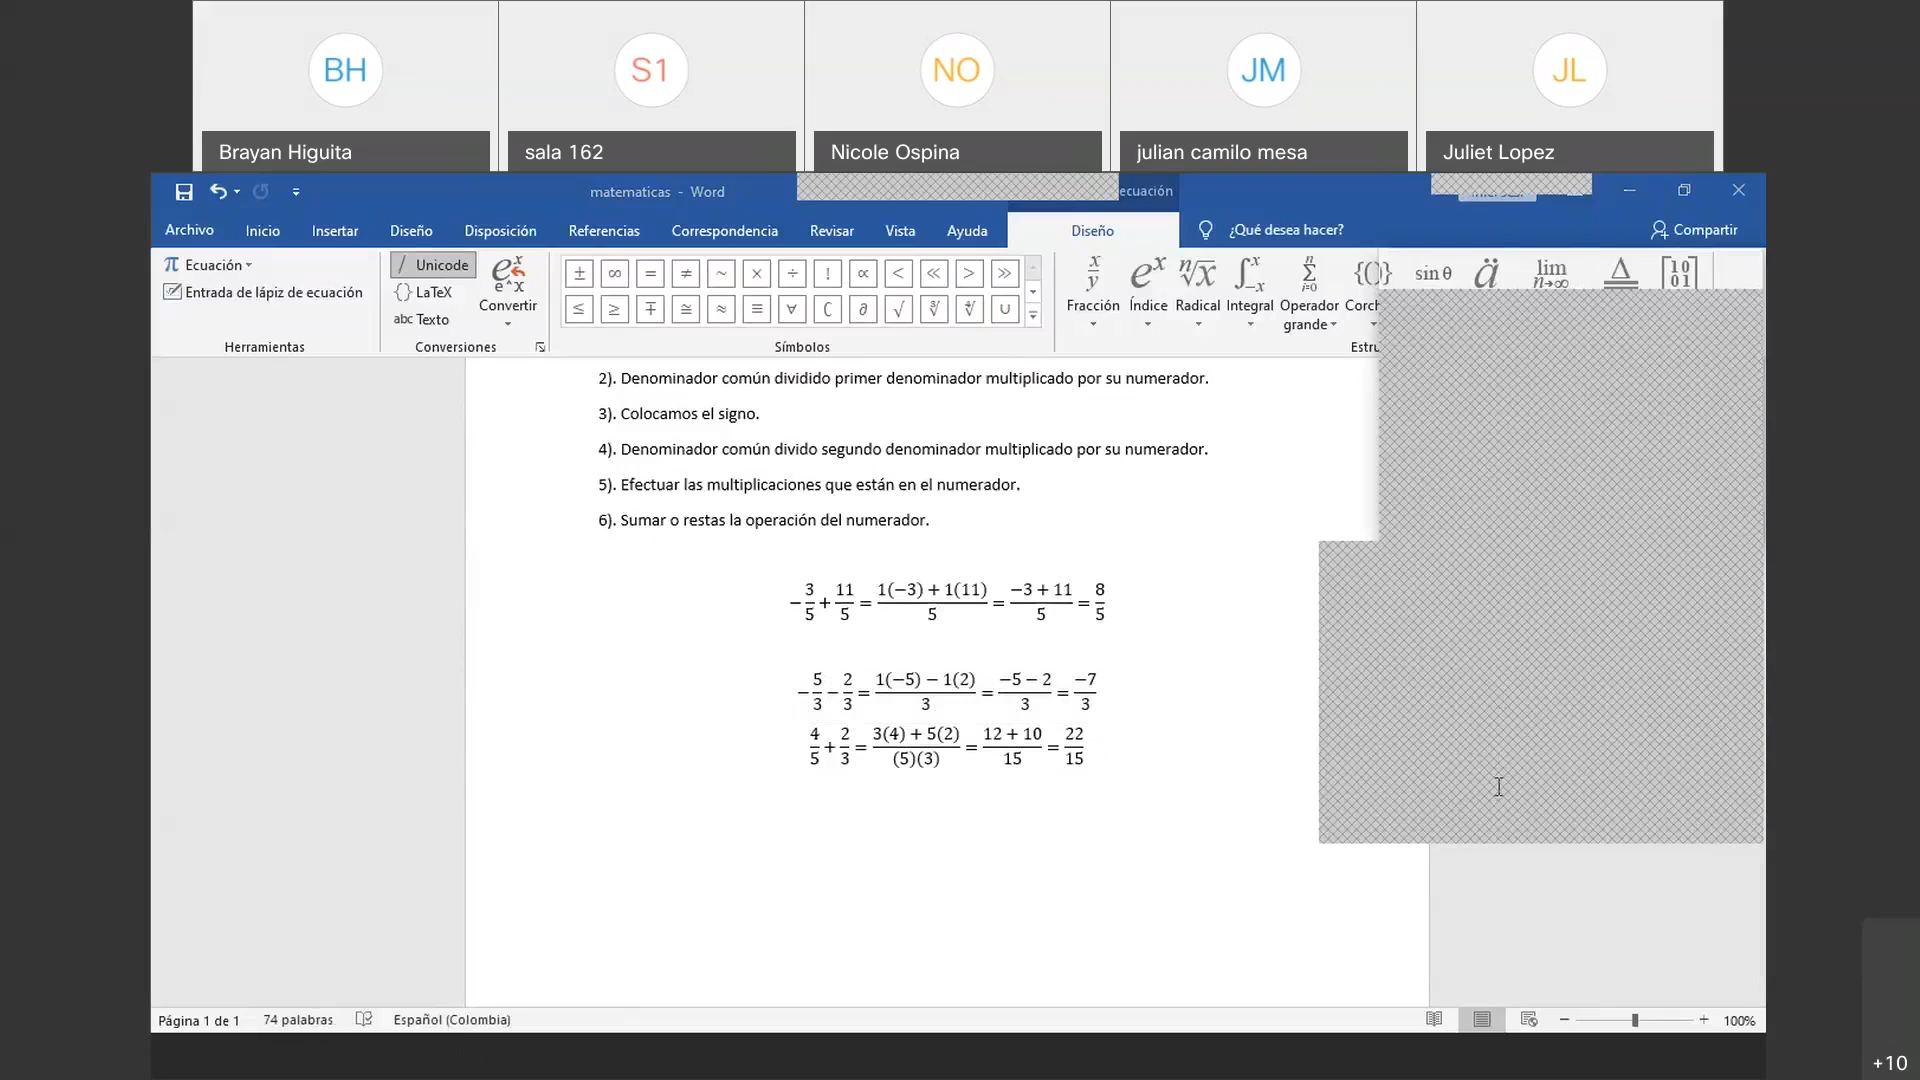 BH S1 NO JM JL
Brayan Higuita sala 162 Nicole Ospina julian camilo mesa Juliet Lopez
matematicas - Word ecuación
Archivo Inicio Insertar Diseño Disposición Referencias Correspondencia Revisar Vista Ayuda Diseño ¿Qué desea hacer? Compartir
π Ecuación / Unicode
Entrada de lápiz de ecuación {} LaTeX Convertir
abc Texto
± ∞ = ≠ ~ × ÷ ! ∝ < ≪ > ≫
≤ ≥ ∓ ≅ ≈ ≡ ∀ ∁ ∂ √ ∛ ∜ ∪
Fracción Índice Radical Integral Operador grande Corch
sin θ ä lim n→∞ △ [10 01]
Herramientas Conversiones Símbolos Estru
2). Denominador común dividido primer denominador multiplicado por su numerador.
3). Colocamos el signo.
4). Denominador común divido segundo denominador multiplicado por su numerador.
5). Efectuar las multiplicaciones que están en el numerador.
6). Sumar o restas la operación del numerador.
−3/5 + 11/5 = (1(−3) + 1(11))/5 = (−3 + 11)/5 = 8/5
−5/3 − 2/3 = (1(−5) − 1(2))/3 = (−5 − 2)/3 = −7/3
4/5 + 2/3 = (3(4) + 5(2))/((5)(3)) = (12 + 10)/15 = 22/15
Página 1 de 1 74 palabras Español (Colombia) 100%
+10